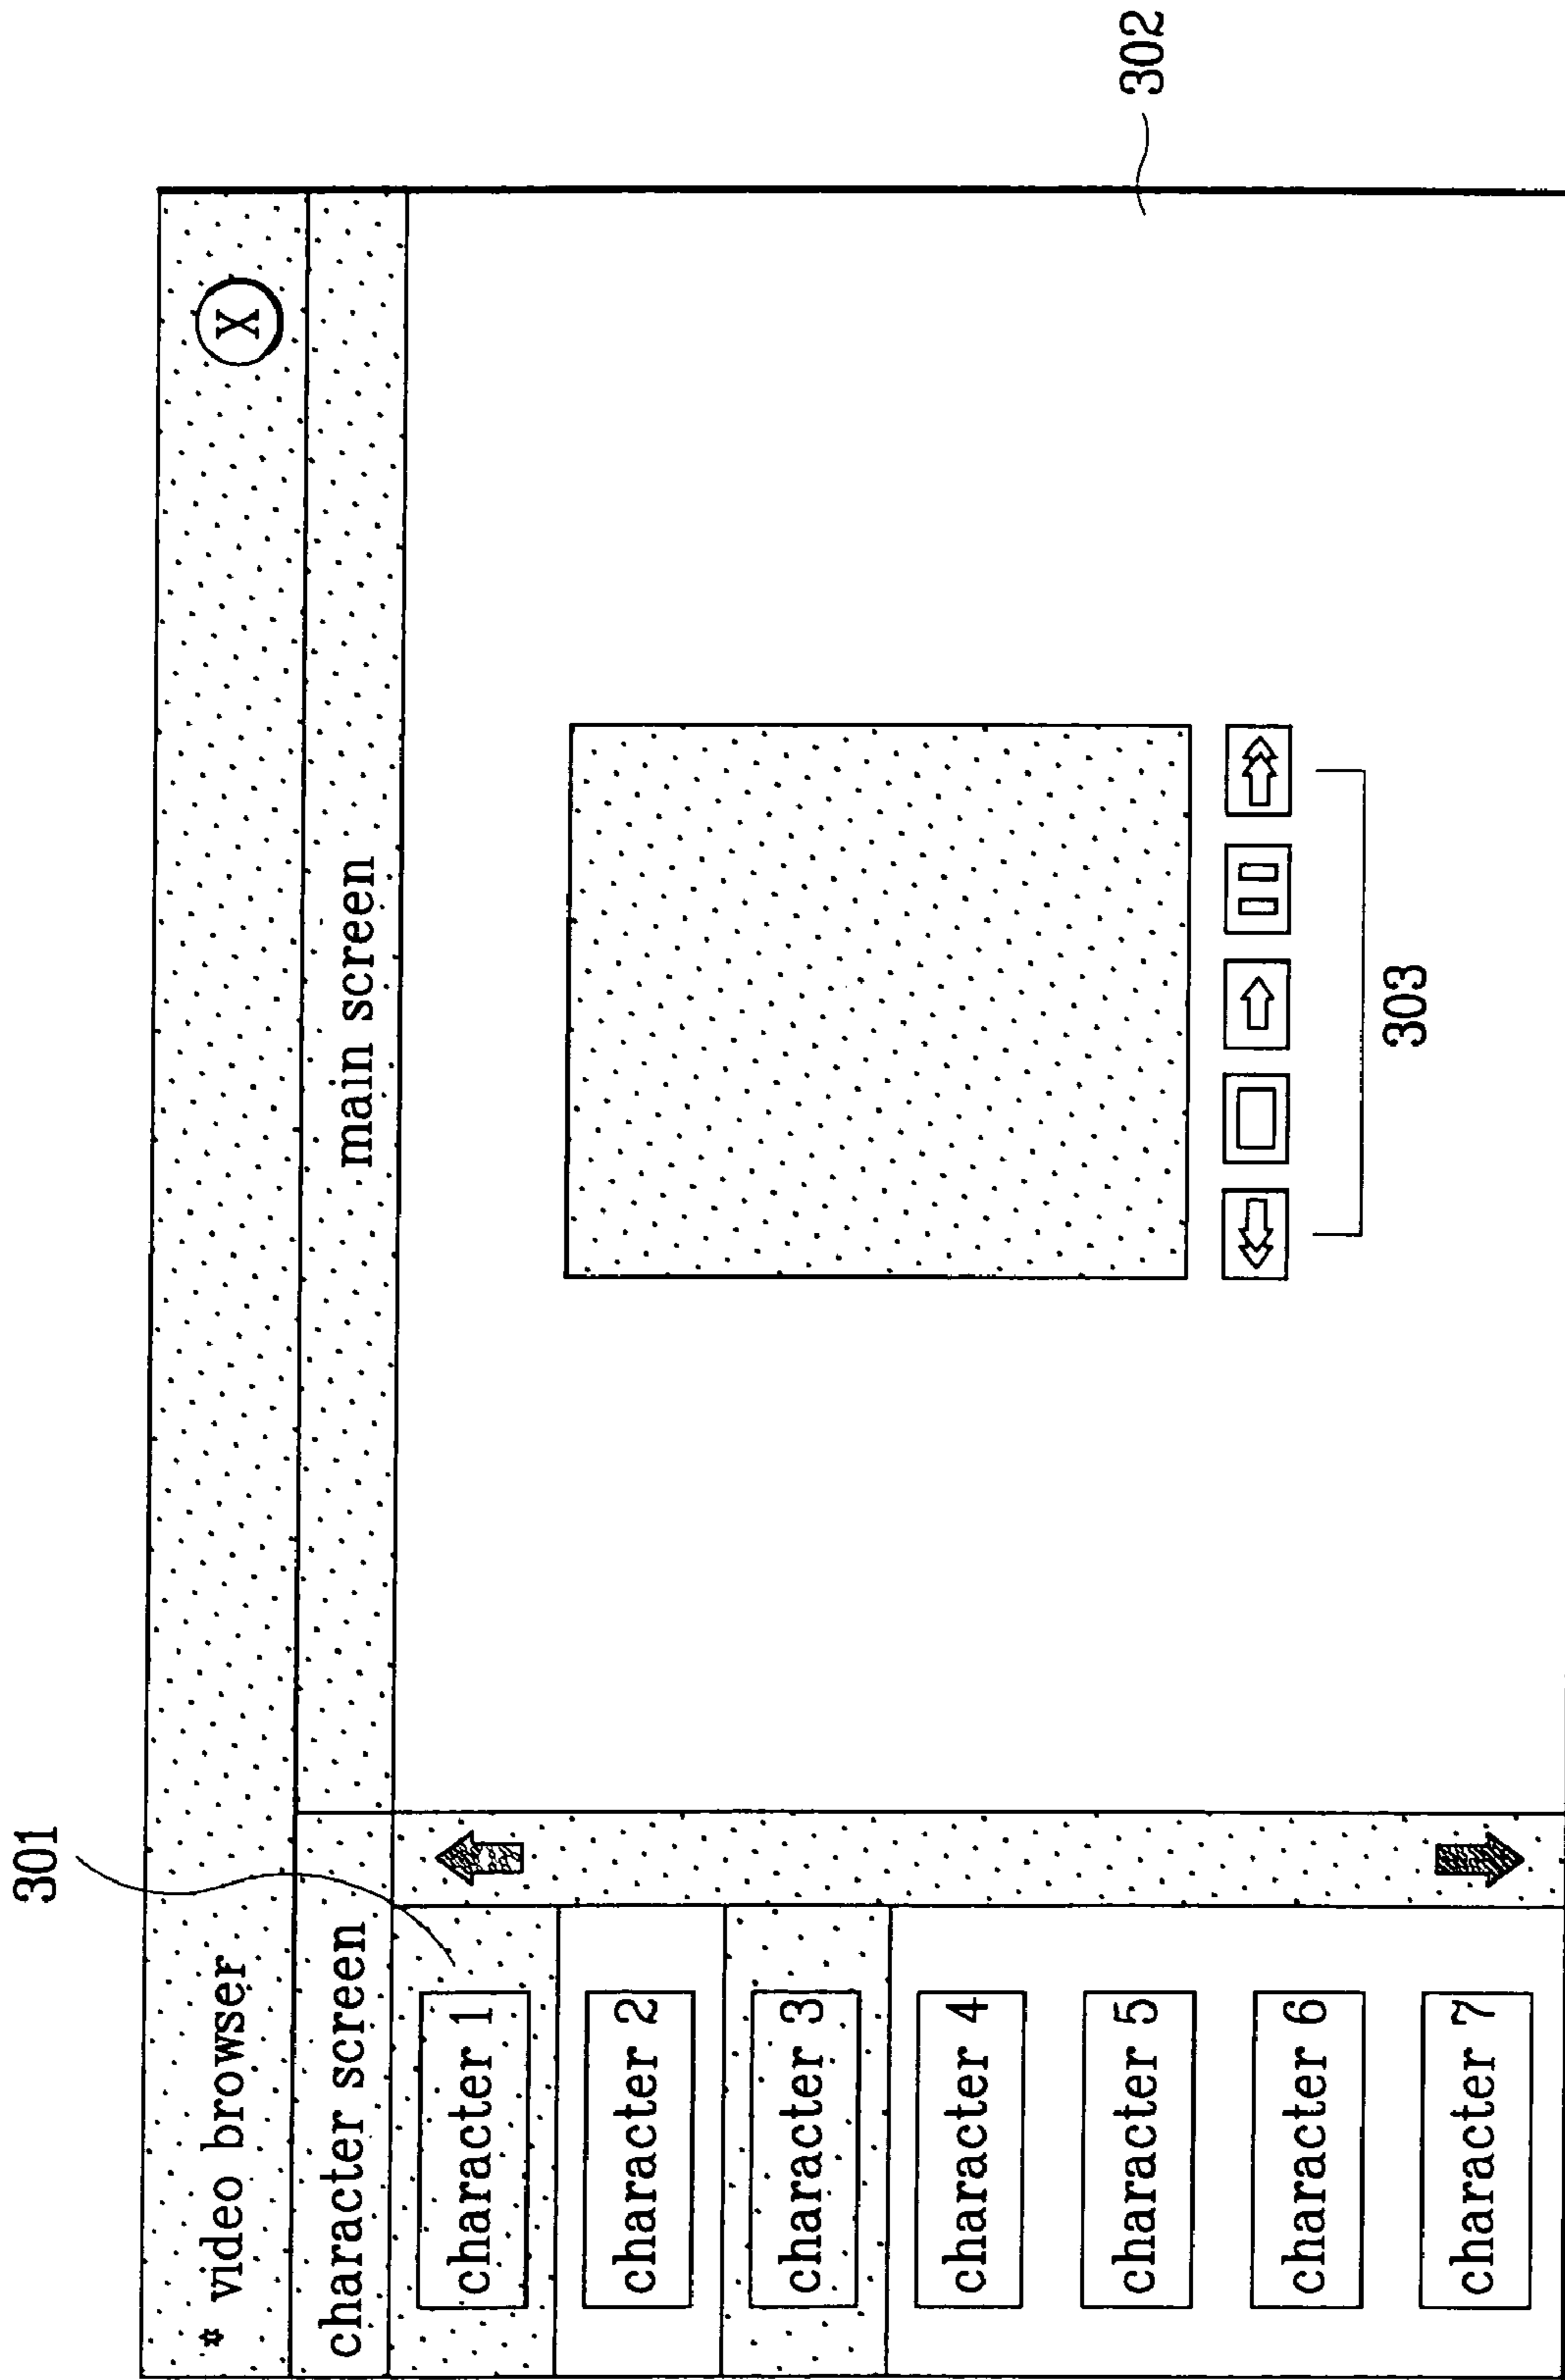 301
* video browser
X
character screen
main screen
character 1
character 2
character 3
character 4
character 5
character 6
character 7
302
303